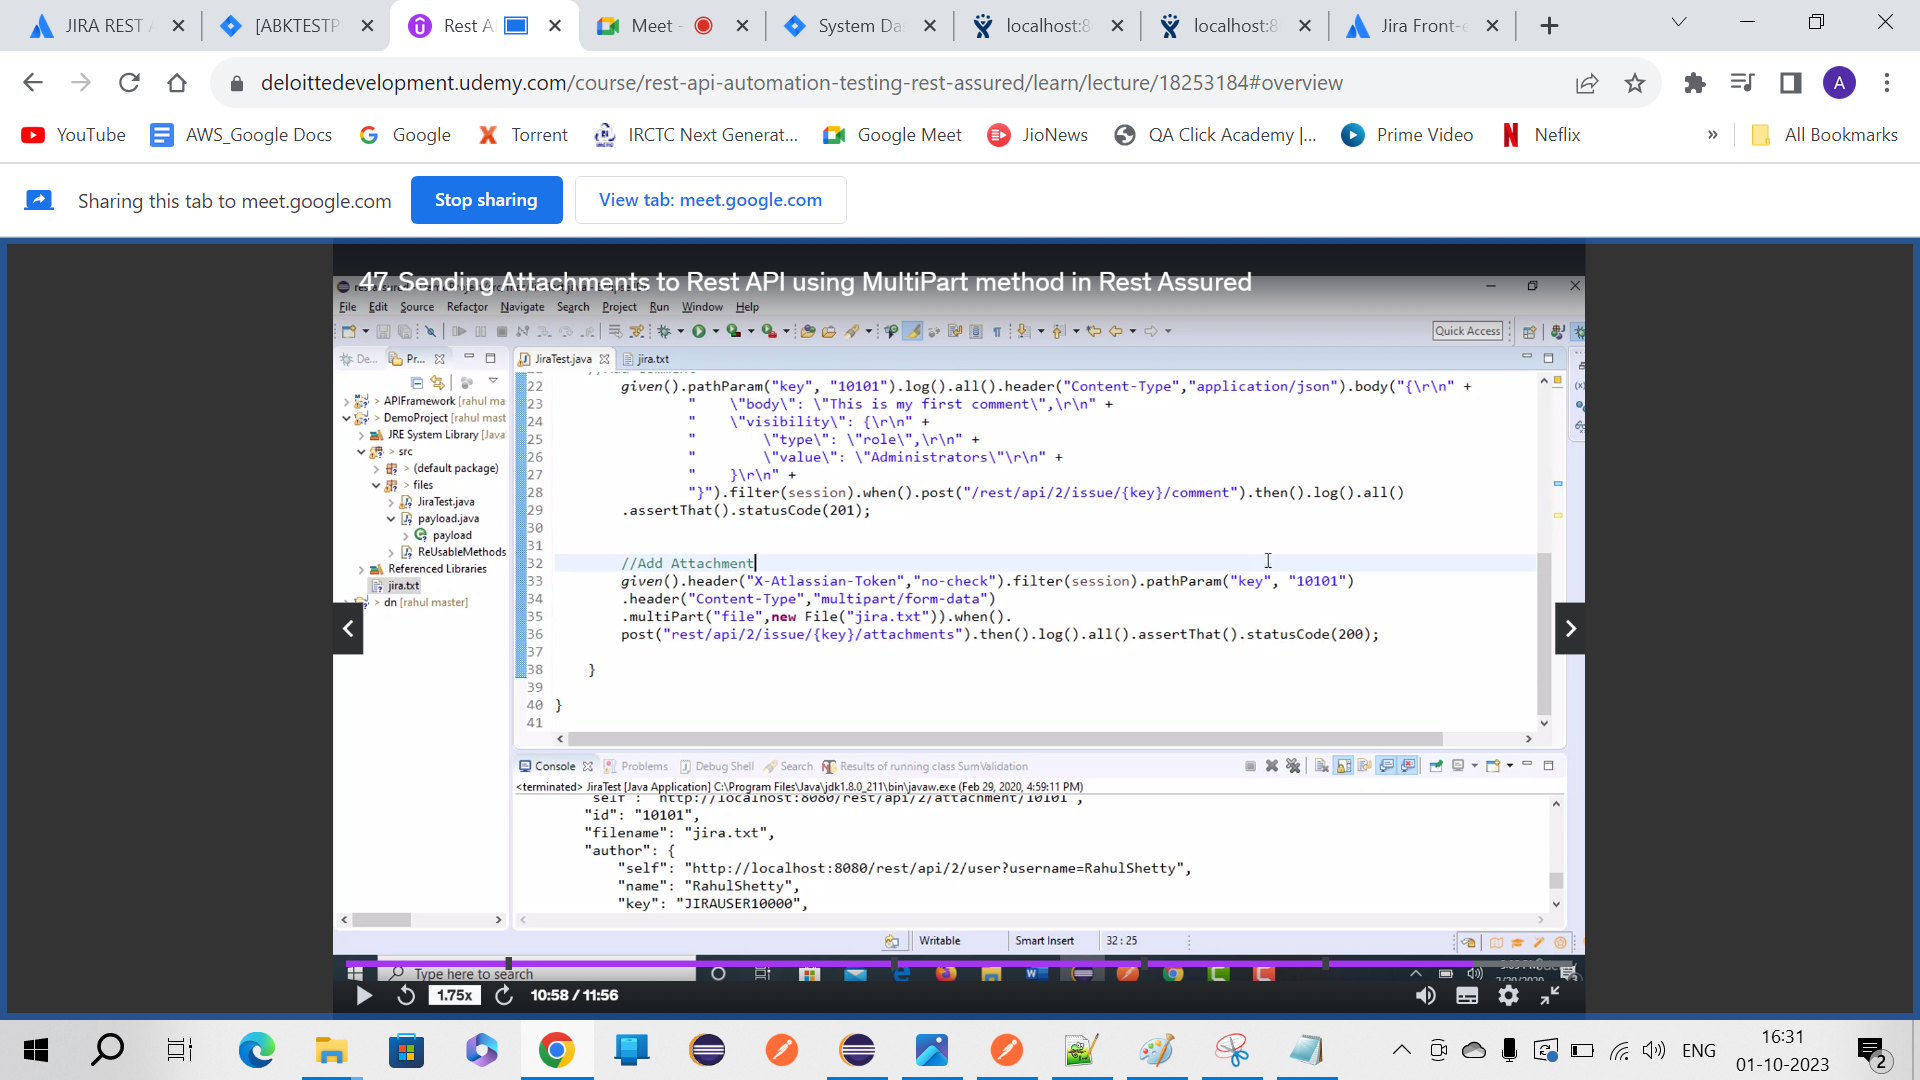 JIRA REST A
[ABKTESTP
Rest A
Meet -
System Da
localhost:8
localhost:8
Jira Front-e
deloittedevelopment.udemy.com/course/rest-api-automation-testing-rest-assured/learn/lecture/18253184#overview
A
YouTube
AWS_Google Docs
Google
Torrent
IRCTC Next Generat...
Google Meet
JioNews
QA Click Academy |...
Prime Video
Neflix
»
All Bookmarks
Sharing this tab to meet.google.com
Stop sharing
View tab: meet.google.com
47. Sending Attachments to Rest API using MultiPart method in Rest Assured
File Edit Source Refactor Navigate Search Project Run Window Help
Quick Access
De...
Pr...
JiraTest.java
jira.txt
> APIFramework [rahul ma
> DemoProject [rahul mast
JRE System Library [Java
> src
> (default package)
> files
JiraTest.java
payload.java
payload
ReUsableMethods
Referenced Libraries
jira.txt
> dn [rahul master]
22 given().pathParam("key", "10101").log().all().header("Content-Type","application/json").body("{\r\n" +
23 "    \"body\": \"This is my first comment\",\r\n" +
24 "    \"visibility\": {\r\n" +
25 "        \"type\": \"role\",\r\n" +
26 "        \"value\": \"Administrators\"\r\n" +
27 "    }\r\n" +
28 "}").filter(session).when().post("/rest/api/2/issue/{key}/comment").then().log().all()
29 .assertThat().statusCode(201);
30
31
32 //Add Attachment
33 given().header("X-Atlassian-Token","no-check").filter(session).pathParam("key", "10101")
34 .header("Content-Type","multipart/form-data")
35 .multiPart("file",new File("jira.txt")).when().
36 post("rest/api/2/issue/{key}/attachments").then().log().all().assertThat().statusCode(200);
37
38 }
39
40 }
41
Console
Problems
Debug Shell
Search
Results of running class SumValidation
<terminated> JiraTest [Java Application] C:\Program Files\Java\jdk1.8.0_211\bin\javaw.exe (Feb 29, 2020, 4:59:11 PM)
"self": "http://localhost:8080/rest/api/2/attachment/10101",
"id": "10101",
"filename": "jira.txt",
"author": {
"self": "http://localhost:8080/rest/api/2/user?username=RahulShetty",
"name": "RahulShetty",
"key": "JIRAUSER10000",
Writable
Smart Insert
32 : 25
Type here to search
1.75x
10:58 / 11:56
ENG
16:31
01-10-2023
2